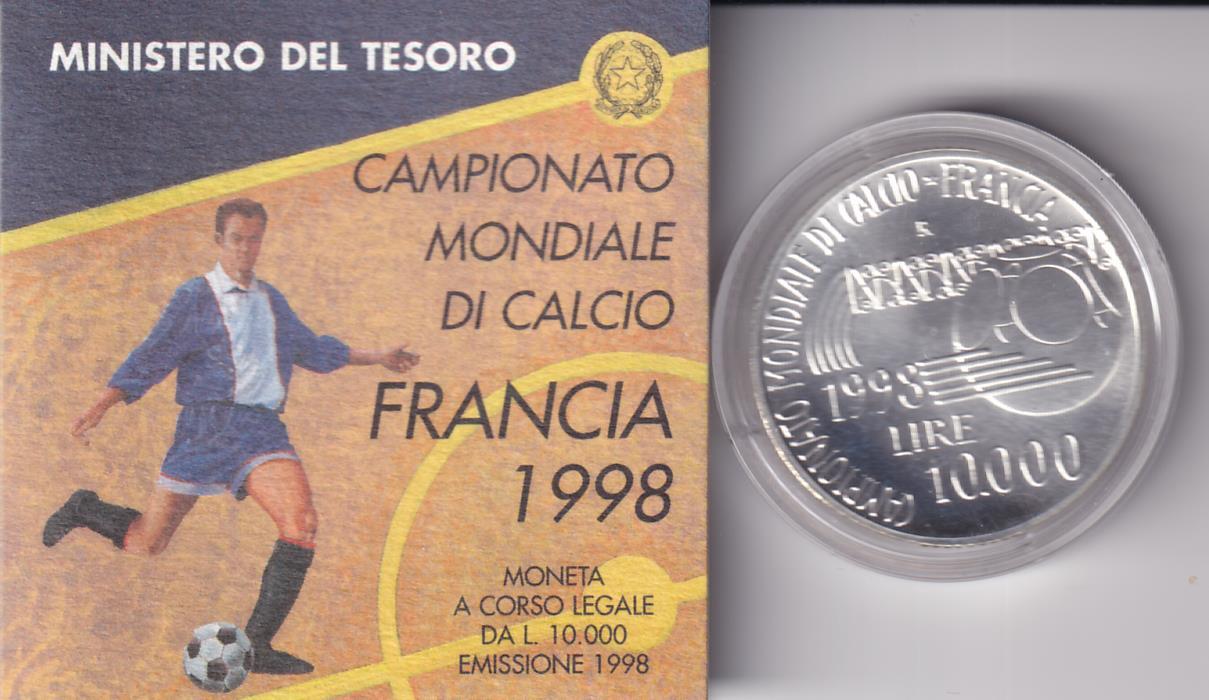 MINISTERO DEL TESORO
CAMPIONATO
MONDIALE
DI CALCIO
FRANCIA
1998
MONETA
A CORSO LEGALE
DA L. 10.000
EMISSIONE 1998
CAMPIONATO MONDIALE DI CALCIO - FRANCIA
R
1998
LIRE
10.000